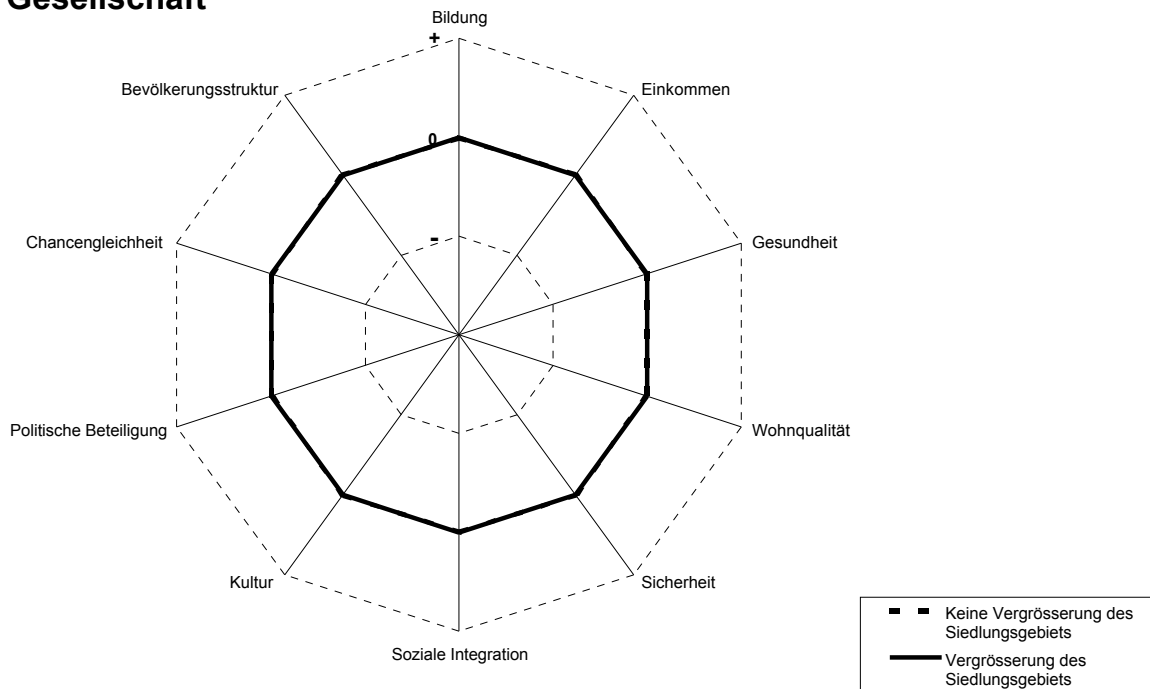 Gesellschaft
Bildung
+
Bevölkerungsstruktur
Einkommen
0
Chancengleichheit
-
Gesundheit
Politische Beteiligung
Wohnqualität
Kultur
Sicherheit
Soziale Integration
Keine Vergrösserung des
Siedlungsgebiets
Vergrösserung des
Siedlungsgebiets